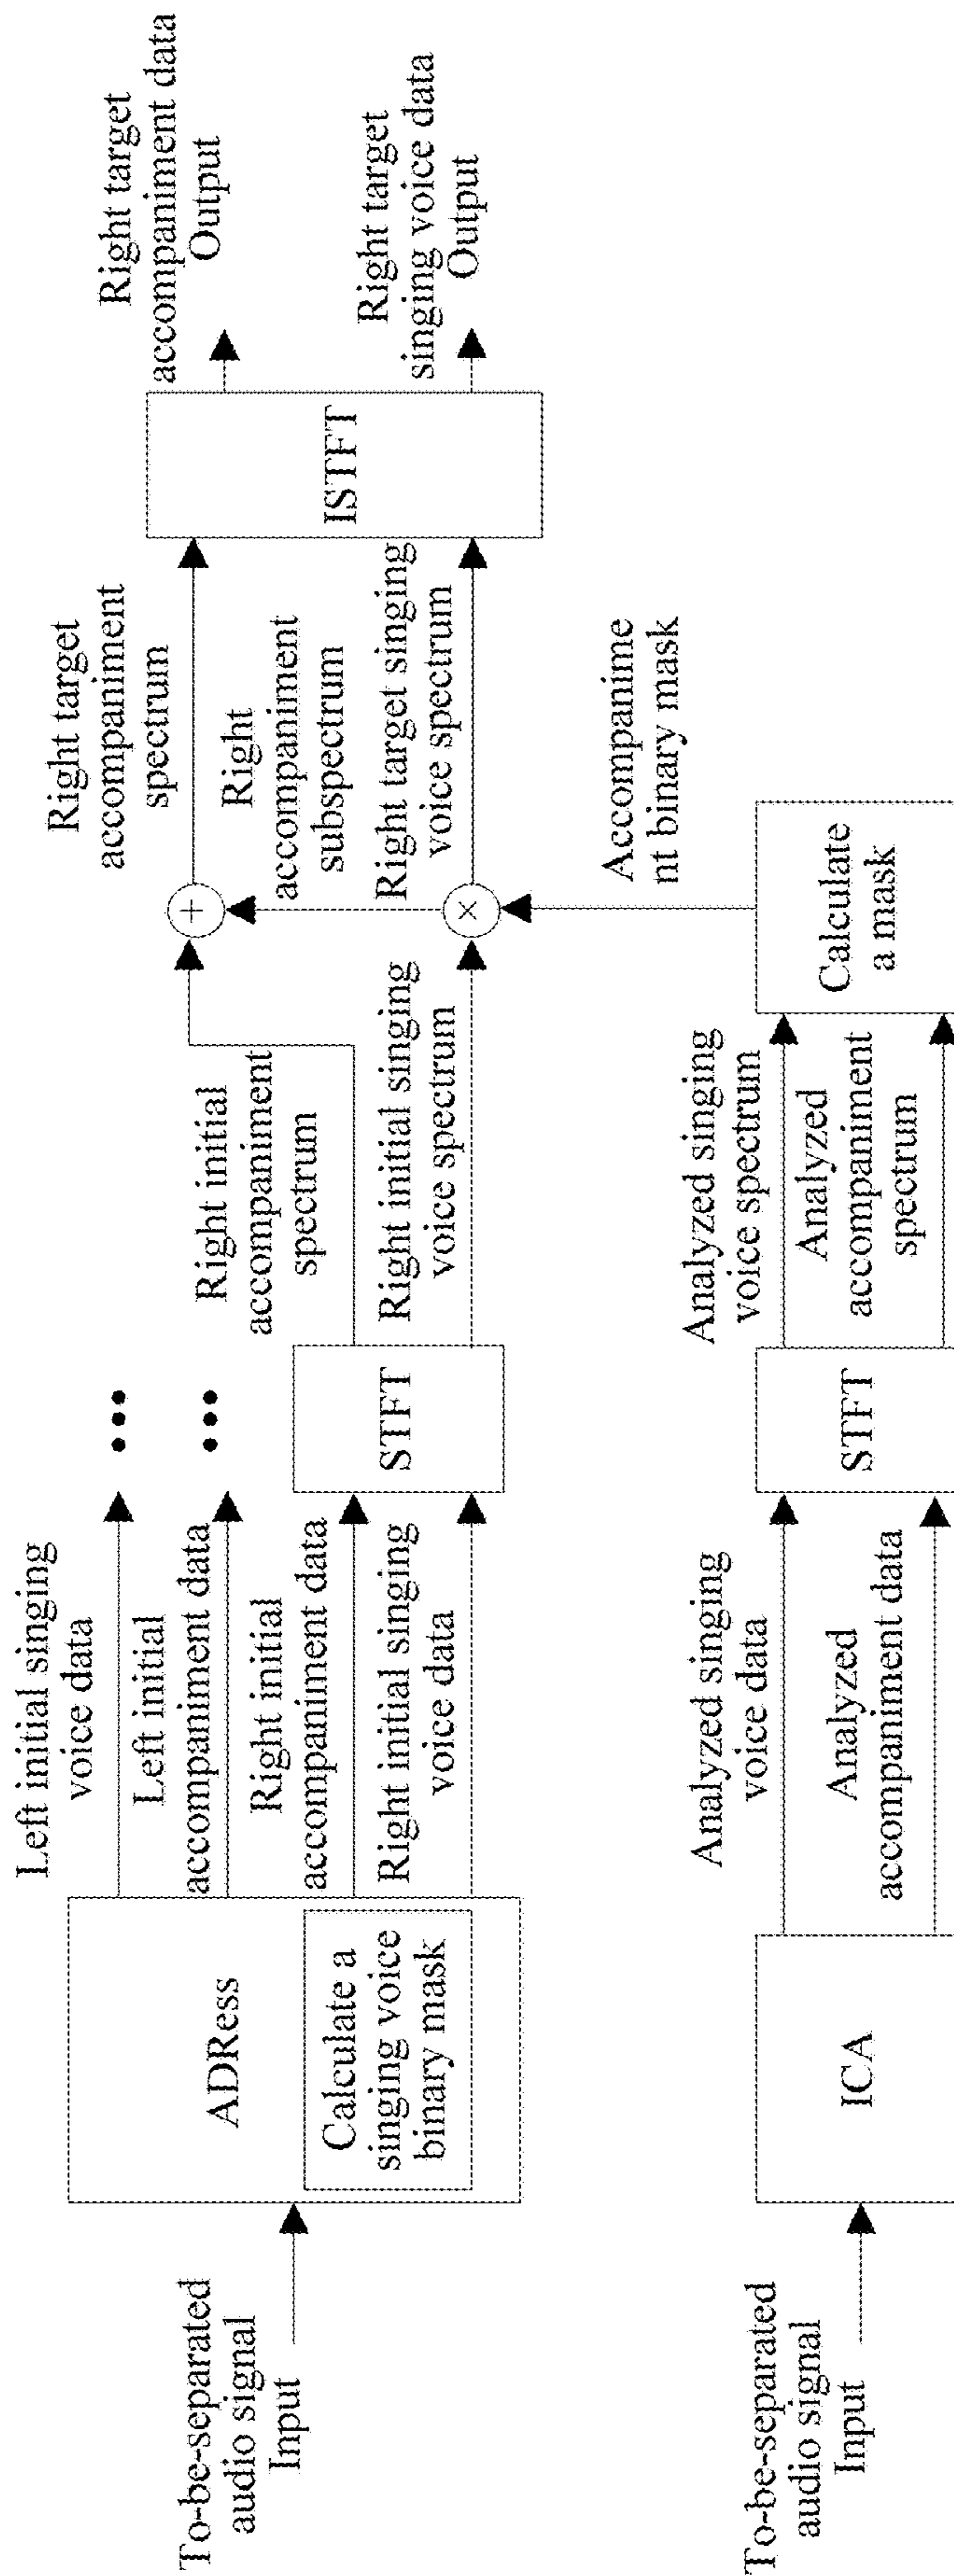 To-be-separated
audio signal
Input
ADRess
Calculate a
singing voice
binary mask
Left initial singing
voice data
Left initial
accompaniment data
Right initial
accompaniment data
Right initial singing
voice data
•••
•••
STFT
Right initial
accompaniment
spectrum
Right initial singing
voice spectrum
+
×
Right target
accompaniment
spectrum
Right
accompaniment
subspectrum
Right target singing
voice spectrum
ISTFT
Right target
accompaniment data
Output
Right target
singing voice data
Output
To-be-separated
audio signal
Input
ICA
Analyzed singing
voice data
Analyzed
accompaniment data
STFT
Analyzed singing
voice spectrum
Analyzed
accompaniment
spectrum
Calculate
a mask
Accompanime
nt binary mask